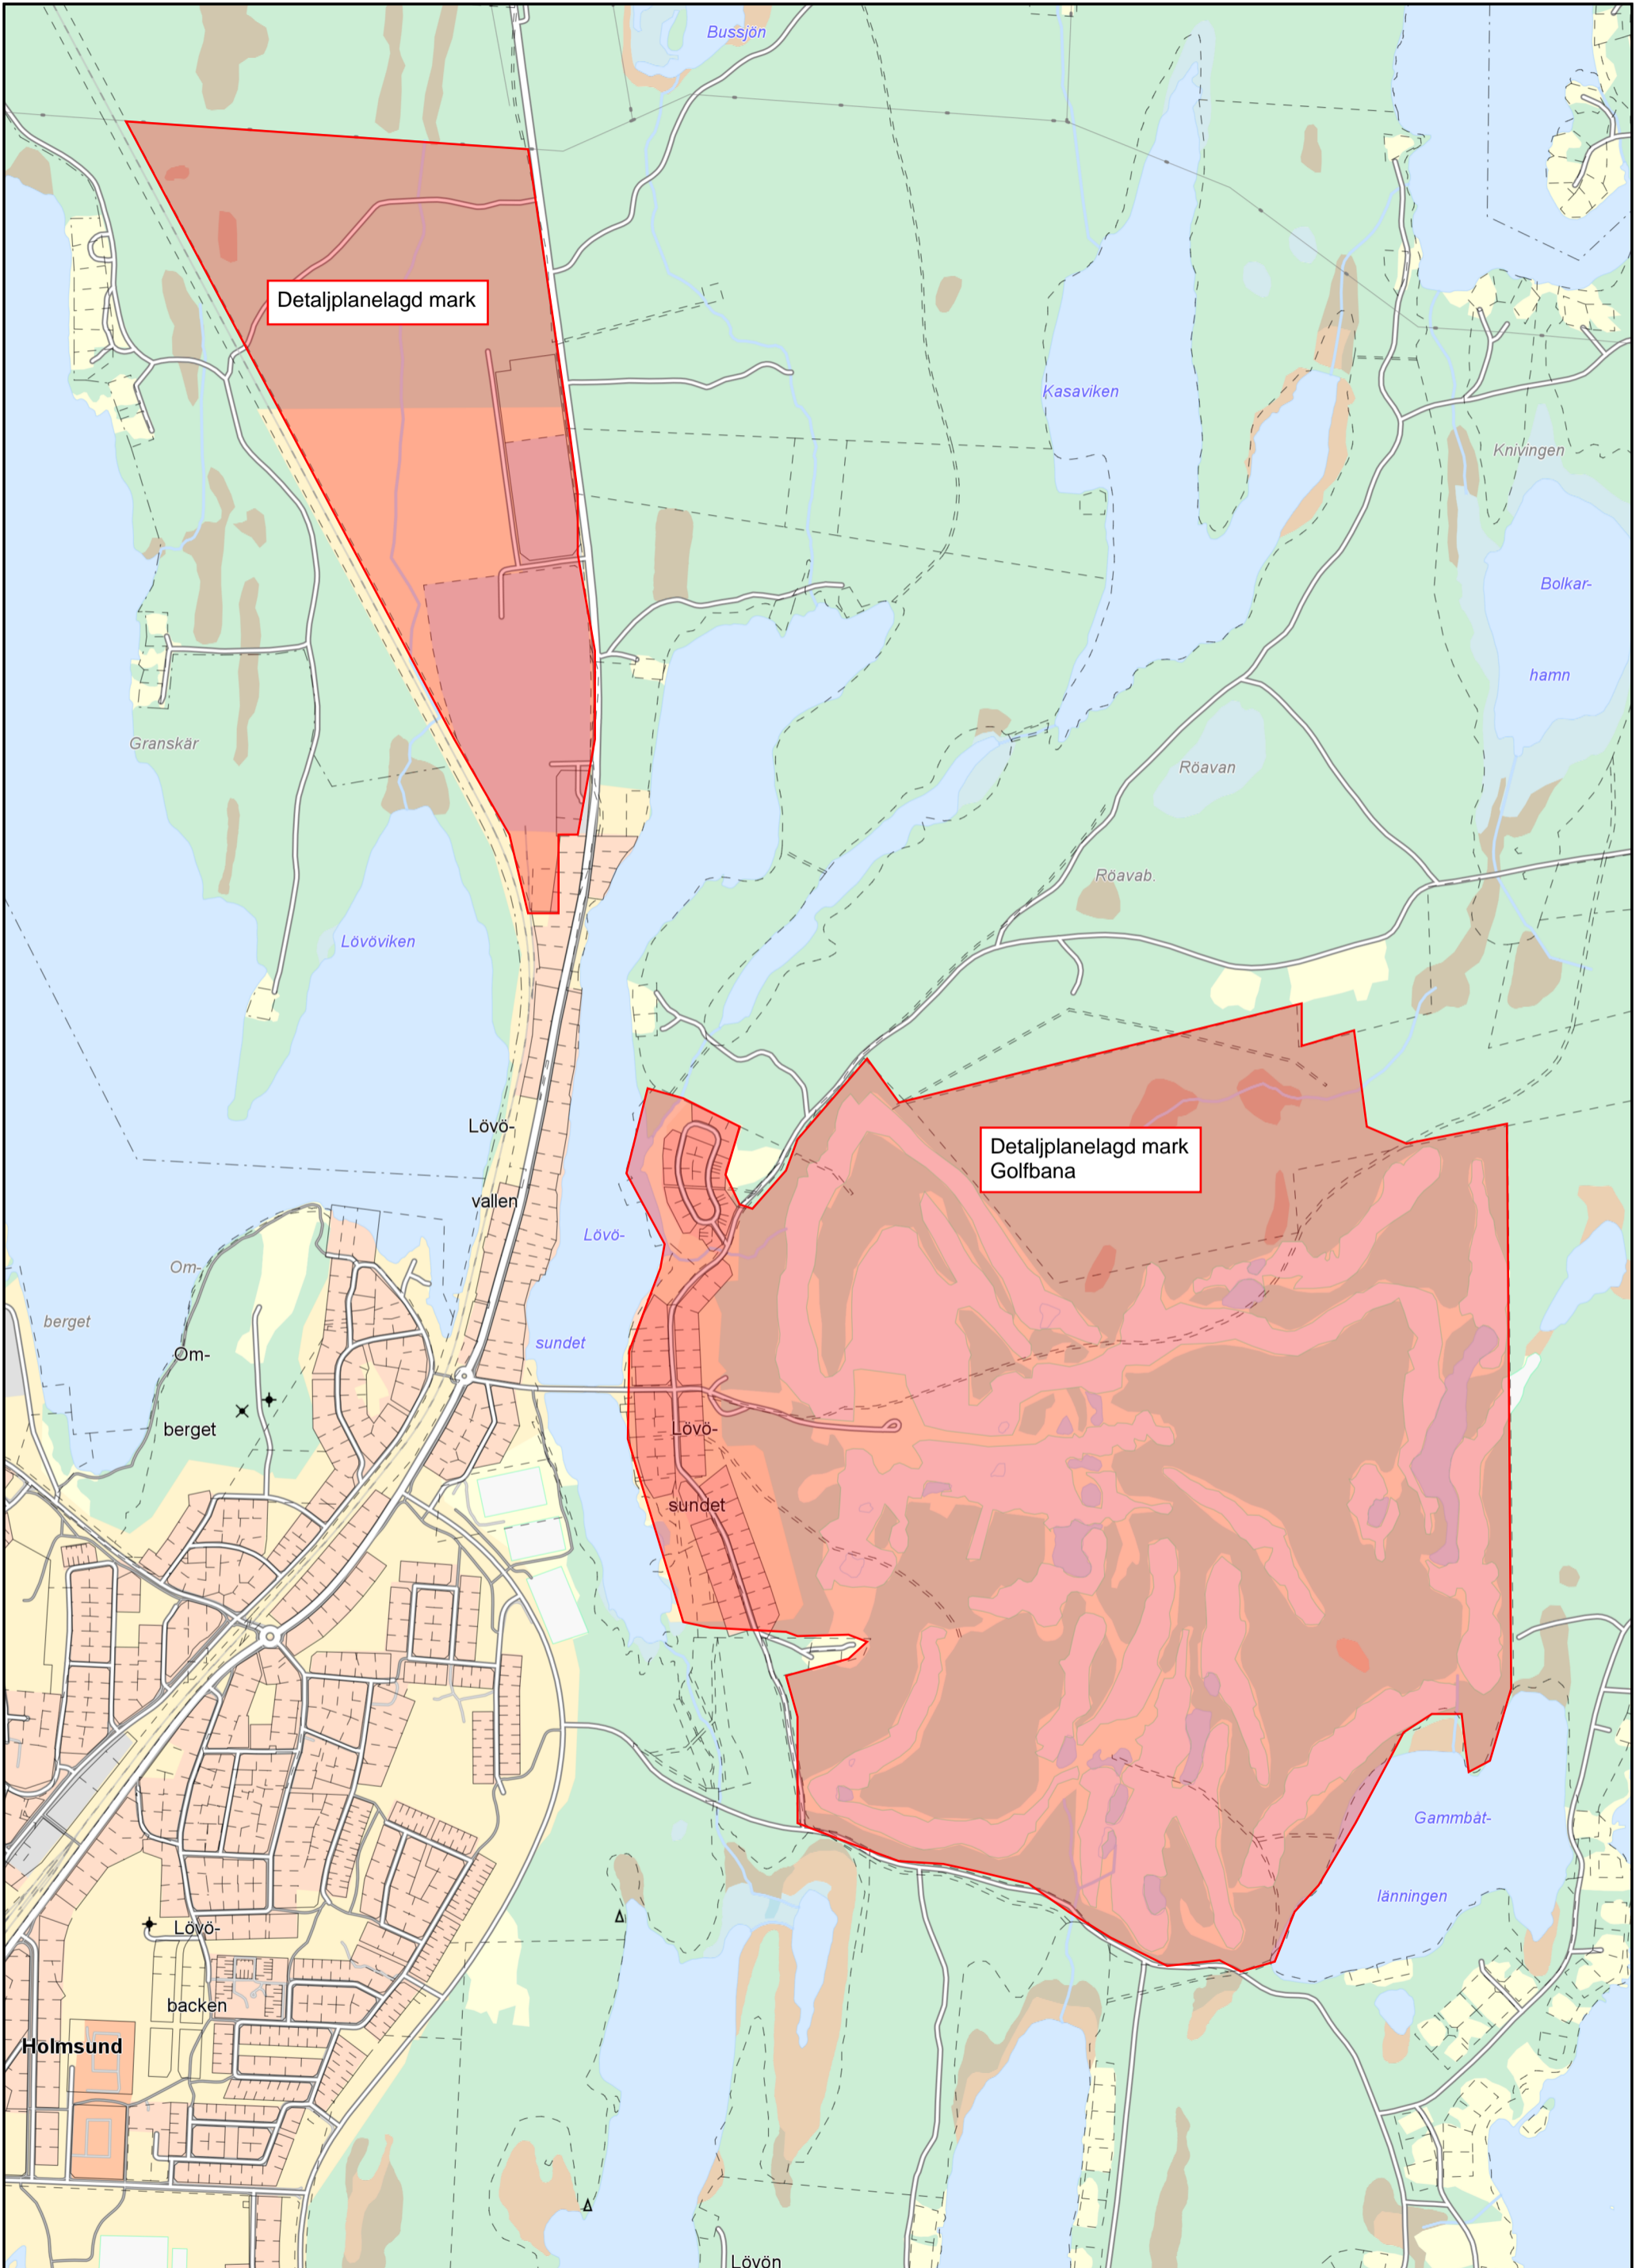 Bussjön
Detaljplanelagd mark
Kasaviken
Knivingen
Bolkar-
hamn
Granskär
Röavan
Röavab.
Lövöviken
Lövö-
vallen
Detaljplanelagd mark
Golfbana
Lövö-
sundet
Om-
berget
Om-
berget
Lövö-
sundet
Gammbåt-
länningen
Lövö-
backen
Holmsund
Lövön